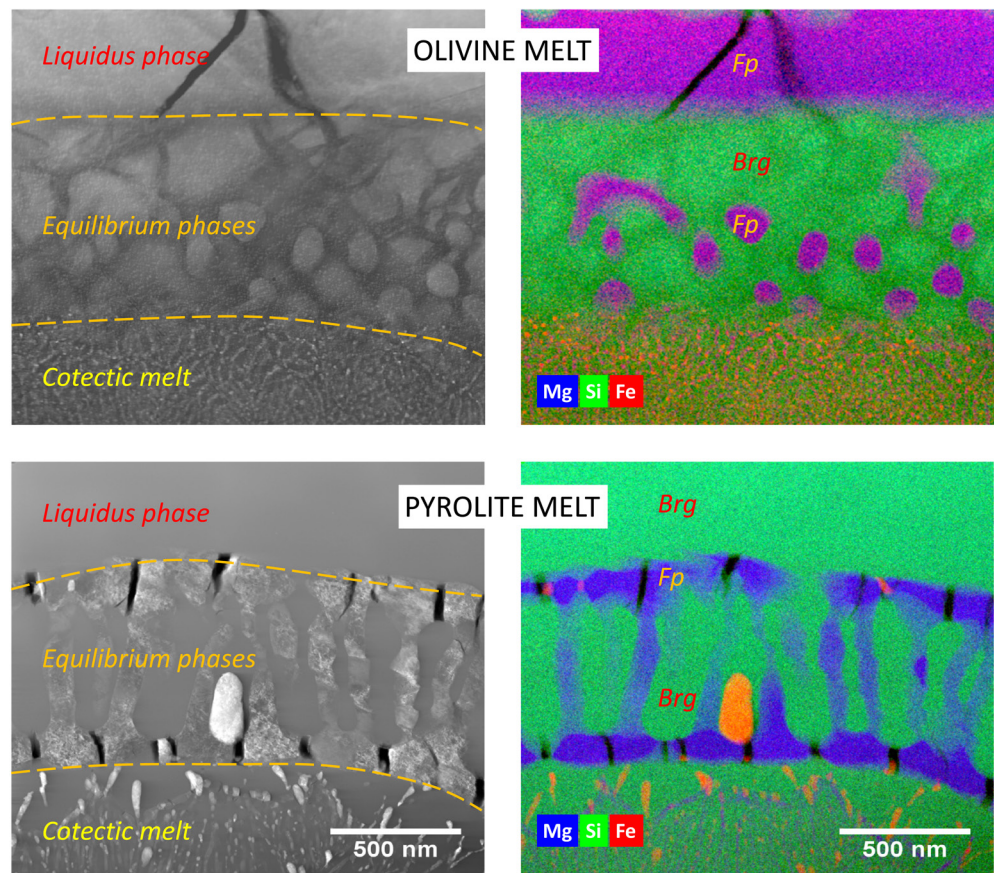 OLIVINE MELT
Liquidus phase
Equilibrium phases
Cotectic melt
Fp
Brg
Fp
Mg Si Fe
PYROLITE MELT
Liquidus phase
Equilibrium phases
Cotectic melt
500 nm
Brg
Fp
Brg
Mg Si Fe
500 nm